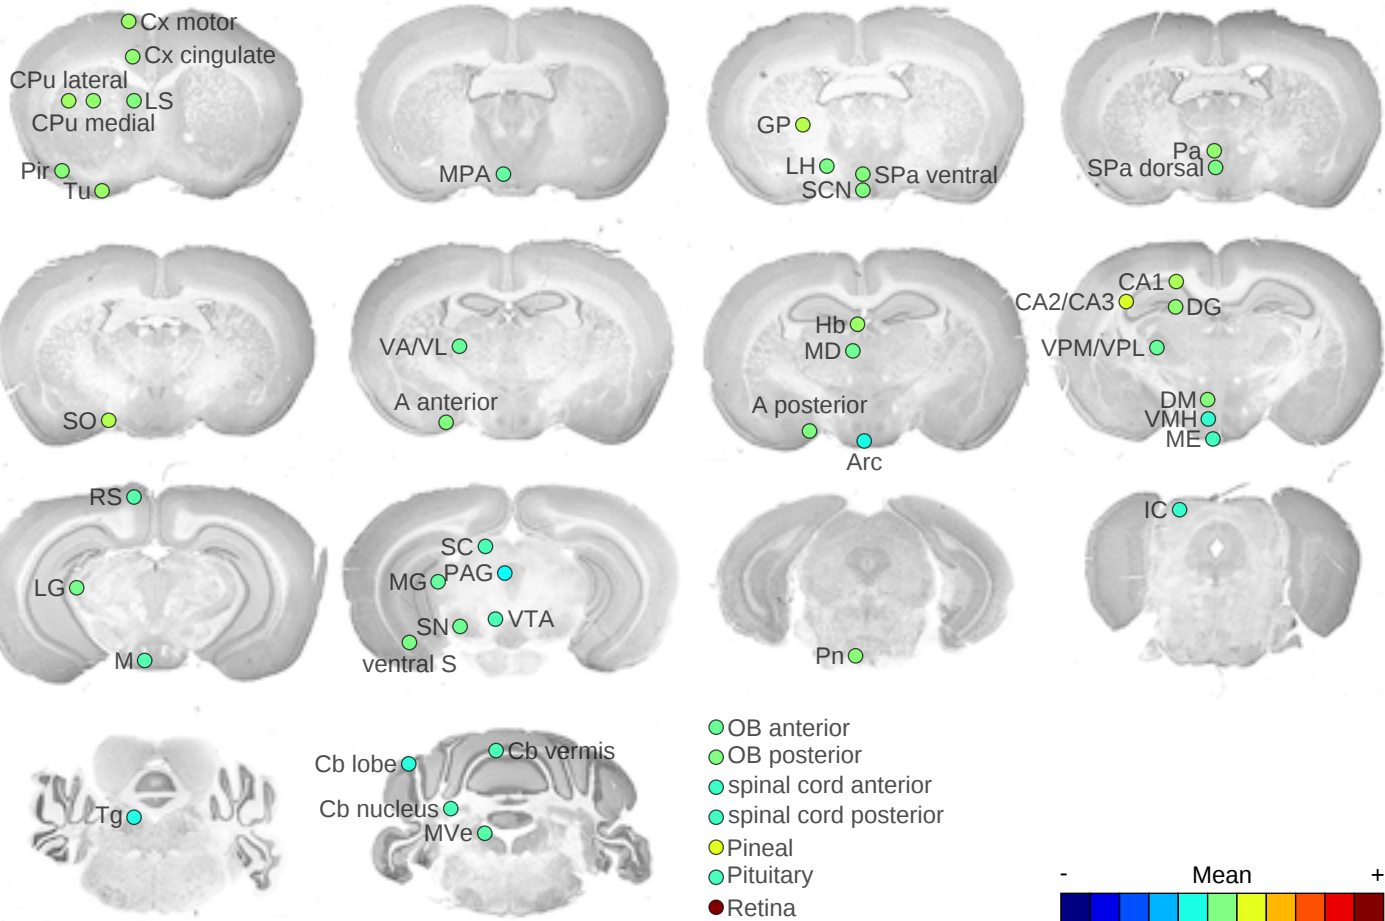 Cx motor
Cx cingulate
CPu lateral
LS
CPu medial
Pir
Tu
MPA
GP
LH
SPa ventral
SCN
Pa
SPa dorsal
SO
VA/VL
A anterior
Hb
MD
A posterior
Arc
CA1
CA2/CA3
DG
VPM/VPL
DM
VMH
ME
RS
LG
M
SC
MG
PAG
SN
VTA
ventral S
Pn
IC
Tg
Cb lobe
Cb vermis
Cb nucleus
MVe
OB anterior
OB posterior
spinal cord anterior
spinal cord posterior
Pineal
Pituitary
Retina
- Mean +